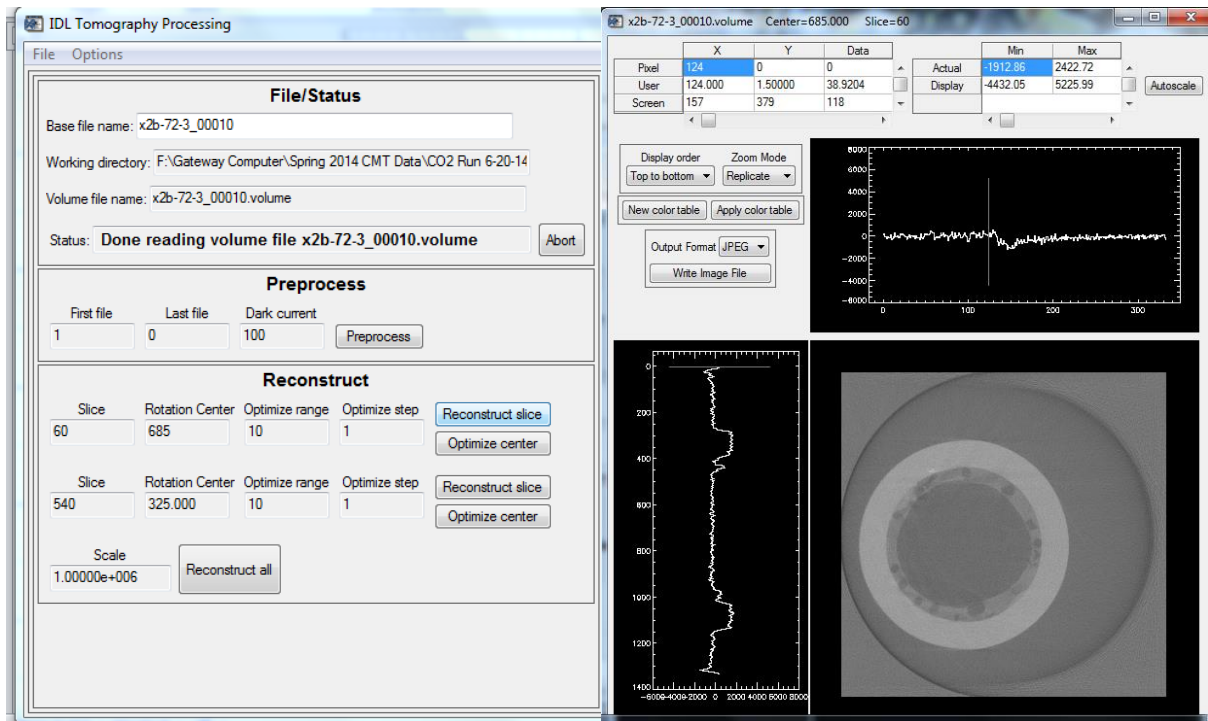 IDL Tomography Processing
File Options
File/Status
Base file name: x2b-72-3_00010
Working directory: F:\Gateway Computer\Spring 2014 CMT Data\CO2 Run 6-20-14
Volume file name: x2b-72-3_00010.volume
Status: Done reading volume file x2b-72-3_00010.volume Abort
Preprocess
First file Last file Dark current
1 0 100 Preprocess
Reconstruct
Slice Rotation Center Optimize range Optimize step Reconstruct slice
60 685 10 1 Optimize center
Slice Rotation Center Optimize range Optimize step Reconstruct slice
540 325.000 10 1 Optimize center
Scale
1.00000e+006 Reconstruct all
x2b-72-3_00010.volume Center=685.000 Slice=60
X Y Data Min Max
Pixel 124 0 0 Actual -1912.86 2422.72
User 124.000 1.50000 38.9204 Display -4432.05 5225.99 Autoscale
Screen 157 379 118
Display order Zoom Mode
Top to bottom Replicate
New color table Apply color table
Output Format JPEG
Write Image File
8000
6000
4000
2000
0
-2000
-4000
-6000
0 100 200 300
0
200
400
600
800
1000
1200
1400
-6000-4000-2000 0 2000 4000 6000 8000